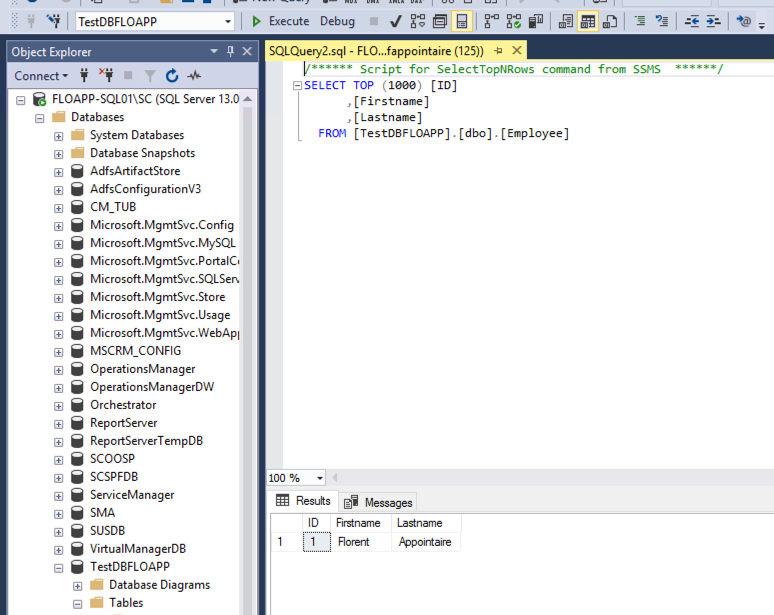 TestDBFLOAPP
Execute
Debug
Object Explorer
Connect
FLOAPP-SQL01\SC (SQL Server 13.0
Databases
System Databases
Database Snapshots
AdfsArtifactStore
AdfsConfigurationV3
CM_TUB
Microsoft.MgmtSvc.Config
Microsoft.MgmtSvc.MySQL
Microsoft.MgmtSvc.PortalCo
Microsoft.MgmtSvc.SQLServ
Microsoft.MgmtSvc.Store
Microsoft.MgmtSvc.Usage
Microsoft.MgmtSvc.WebApp
MSCRM_CONFIG
OperationsManager
OperationsManagerDW
Orchestrator
ReportServer
ReportServerTempDB
SCOOSP
SCSPFDB
ServiceManager
SMA
SUSDB
VirtualManagerDB
TestDBFLOAPP
Database Diagrams
Tables
SQLQuery2.sql - FLO...fappointaire (125))
/****** Script for SelectTopNRows command from SSMS ******/
SELECT TOP (1000) [ID]
,[Firstname]
,[Lastname]
FROM [TestDBFLOAPP].[dbo].[Employee]
100 %
Results
Messages
ID Firstname Lastname
1 1 Florent Appointaire